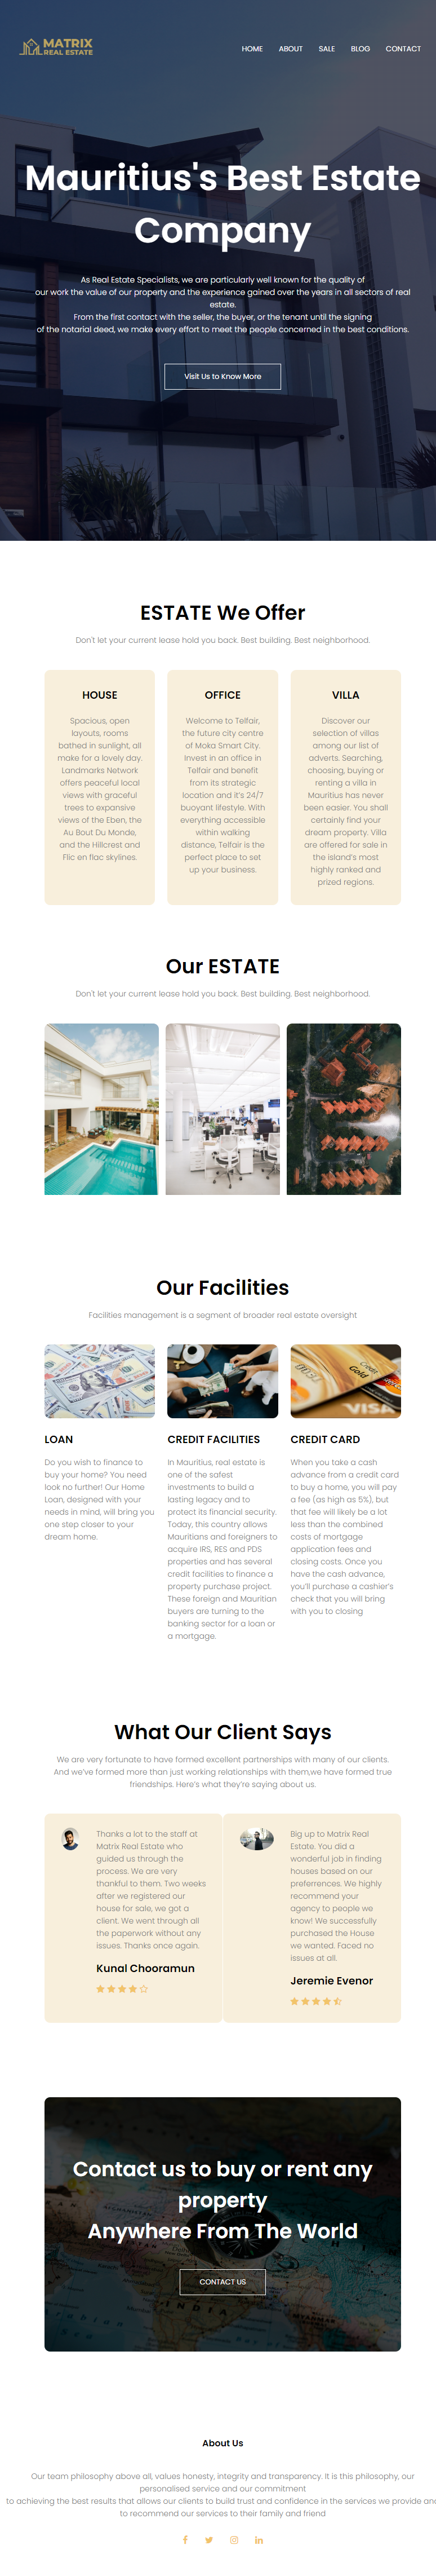 MATRIX
REAL ESTATE
HOME ABOUT SALE BLOG CONTACT
Mauritius's Best Estate
Company
As Real Estate Specialists, we are particularly well known for the quality of
our work the value of our property and the experience gained over the years in all sectors of real
estate.
From the first contact with the seller, the buyer, or the tenant until the signing
of the notarial deed, we make every effort to meet the people concerned in the best conditions.
Visit Us to Know More
ESTATE We Offer
Don't let your current lease hold you back. Best building. Best neighborhood.
HOUSE
Spacious, open
layouts, rooms
bathed in sunlight, all
make for a lovely day.
Landmarks Network
offers peaceful local
views with graceful
trees to expansive
views of the Eben, the
Au Bout Du Monde,
and the Hillcrest and
Flic en flac skylines.
OFFICE
Welcome to Telfair,
the future city centre
of Moka Smart City.
Invest in an office in
Telfair and benefit
from its strategic
location and it's 24/7
buoyant lifestyle. With
everything accessible
within walking
distance, Telfair is the
perfect place to set
up your business.
VILLA
Discover our
selection of villas
among our list of
adverts. Searching,
choosing, buying or
renting a villa in
Mauritius has never
been easier. You shall
certainly find your
dream property. Villa
are offered for sale in
the island's most
highly ranked and
prized regions.
Our ESTATE
Don't let your current lease hold you back. Best building. Best neighborhood.
Our Facilities
Facilities management is a segment of broader real estate oversight
LOAN
Do you wish to finance to
buy your home? You need
look no further! Our Home
Loan, designed with your
needs in mind, will bring you
one step closer to your
dream home.
CREDIT FACILITIES
In Mauritius, real estate is
one of the safest
investments to build a
lasting legacy and to
protect its financial security.
Today, this country allows
Mauritians and foreigners to
acquire IRS, RES and PDS
properties and has several
credit facilities to finance a
property purchase project.
These foreign and Mauritian
buyers are turning to the
banking sector for a loan or
a mortgage.
Credit
Gold
VISA
CREDIT CARD
When you take a cash
advance from a credit card
to buy a home, you will pay
a fee (as high as 5%), but
that fee will likely be a lot
less than the combined
costs of mortgage
application fees and
closing costs. Once you
have the cash advance,
you'll purchase a cashier's
check that you will bring
with you to closing
What Our Client Says
We are very fortunate to have formed excellent partnerships with many of our clients.
And we've formed more than just working relationships with them,we have formed true
friendships. Here's what they're saying about us.
Thanks a lot to the staff at
Matrix Real Estate who
guided us through the
process. We are very
thankful to them. Two weeks
after we registered our
house for sale, we got a
client. We went through all
the paperwork without any
issues. Thanks once again.
Kunal Chooramun
Big up to Matrix Real
Estate. You did a
wonderful job in finding
houses based on our
preferrences. We highly
recommend your
agency to people we
know! We successfully
purchased the House
we wanted. Faced no
issues at all.
Jeremie Evenor
Contact us to buy or rent any
property
Anywhere From The World
CONTACT US
About Us
Our team philosophy above all, values honesty, integrity and transparency. It is this philosophy, our
personalised service and our commitment
to achieving the best results that allows our clients to build trust and confidence in the services we provide and
to recommend our services to their family and friend